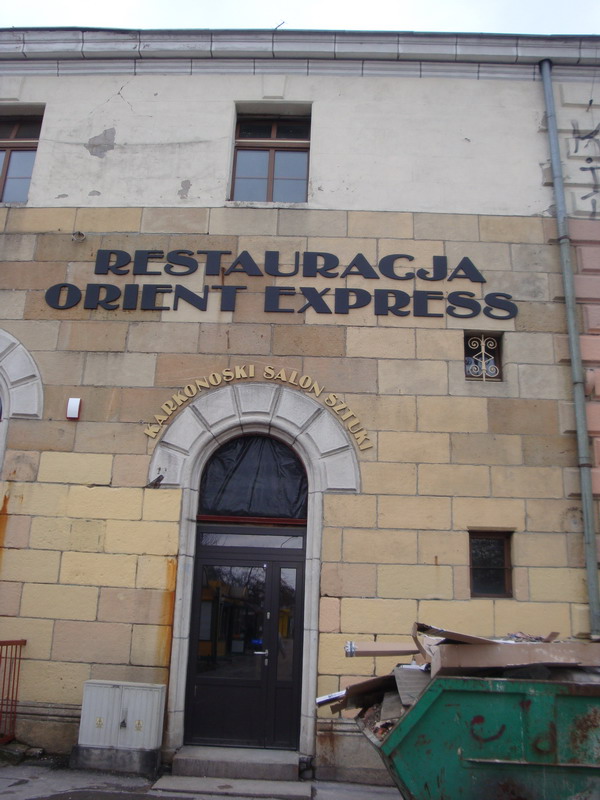 RESTAURACJA
ORIENT EXPRESS
KARKONOSKI SALON SZTUKI